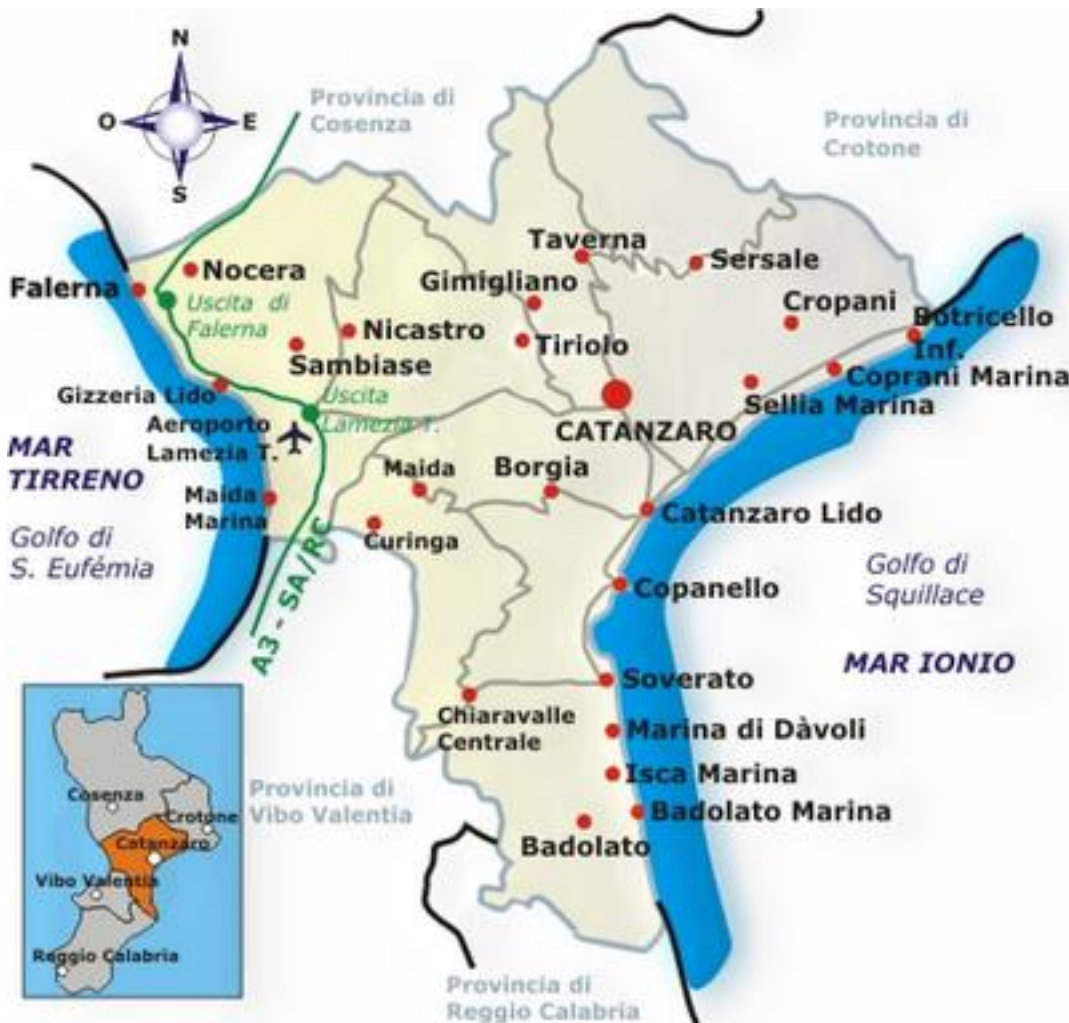 N
O
E
S
Provincia di
Cosenza
Provincia di
Crotone
Taverna
Sersale
Nocera
Gimigliano
Falerna
Uscita di
Falerna
Cropani
Nicastro
Tiriolo
Botricello
Inf.
Sambiase
Coprani Marina
Gizzeria Lido
Uscita
Lamezia T.
Sellia Marina
Aeroporto
Lamezia T.
CATANZARO
MAR
TIRRENO
Maida
Borgia
Maida
Marina
Catanzaro Lido
Golfo di
S. Eufémia
Curinga
A3 - SA/RC
Copanello
Golfo di
Squillace
MAR IONIO
Soverato
Chiaravalle
Centrale
Marina di Dàvoli
Isca Marina
Provincia di
Vibo Valentia
Badolato Marina
Badolato
Cosenza
Crotone
Catanzaro
Vibo Valentia
Reggio Calabria
Provincia di
Reggio Calabria